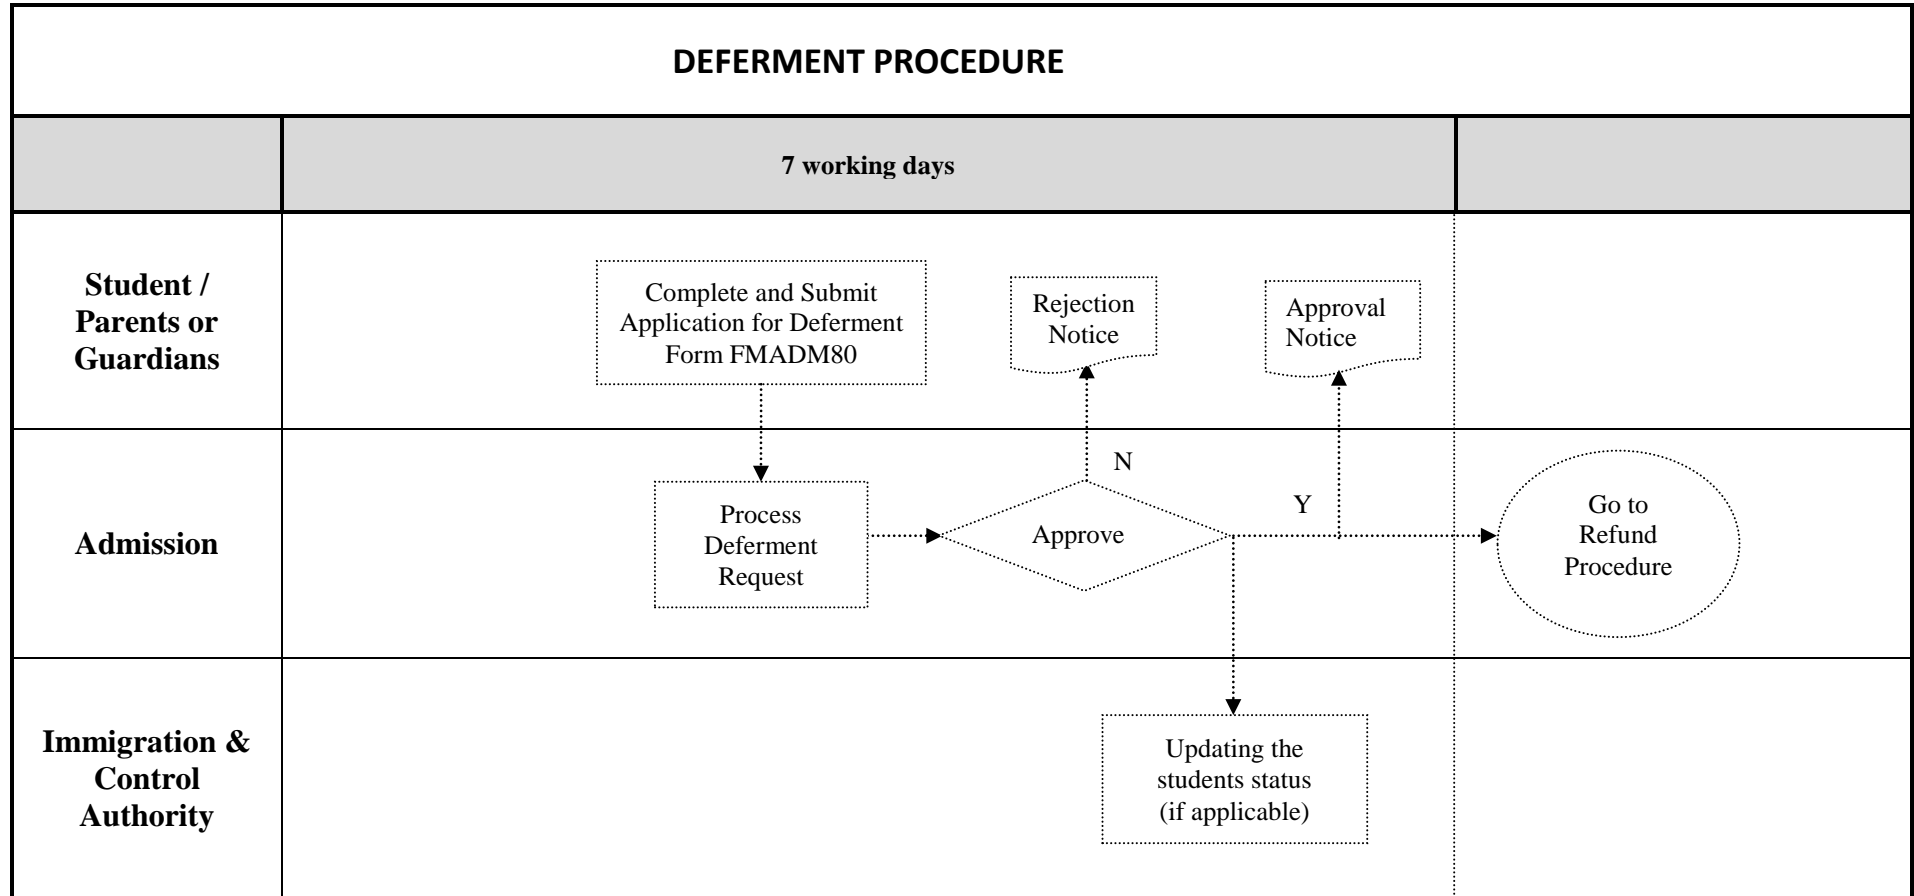 DEFERMENT PROCEDURE
7 working days
Student /
Parents or
Guardians
Complete and Submit
Application for Deferment
Form FMADM80
Rejection
Notice
Approval
Notice
Admission
Process
Deferment
Request
Approve
N
Y
Go to
Refund
Procedure
Immigration &
Control
Authority
Updating the
students status
(if applicable)